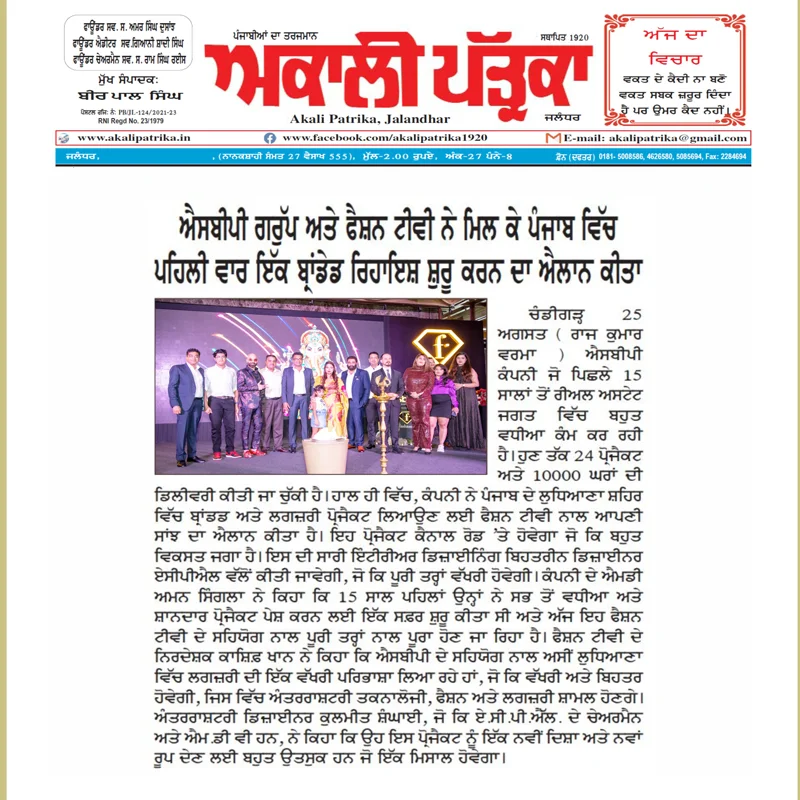 ਫਾਊਂਡਰ ਸਵ. ਸ. ਅਮਰ ਸਿੰਘ ਦੁਸਾਂਝ
ਫਾਊਂਡਰ ਐਡੀਟਰ ਸਵ.ਗਿਆਨੀ ਸ਼ਾਦੀ ਸਿੰਘ
ਫਾਊਂਡਰ ਚੇਅਰਮੈਨ ਸਵ. ਸ. ਰਾਮ ਸਿੰਘ ਰਈਸ
ਮੁੱਖ ਸੰਪਾਦਕ:
ਬੀਰ ਪਾਲ ਸਿੰਘ
ਪੋਸਟਲ ਰਜਿ: ਨੰ: PB/JL-124/2021-23
RNI Regd No. 23/1979
ਪੰਜਾਬੀਆਂ ਦਾ ਤਰਜਮਾਨ
ਸਥਾਪਿਤ 1920
ਅਕਾਲੀ ਪੱਤ੍ਰਕਾ
Akali Patrika, Jalandhar
ਜਲੰਧਰ
ਅੱਜ ਦਾ
ਵਿਚਾਰ
ਵਕਤ ਦੇ ਕੈਦੀ ਨਾ ਬਣੋ
ਵਕਤ ਸਬਕ ਜ਼ਰੂਰ ਦਿੰਦਾ
ਹੈ ਪਰ ਉਮਰ ਕੈਦ ਨਹੀਂ।
www.akalipatrika.in
www.facebook.com/akalipatrika1920
E-mail: akalipatrika@gmail.com
ਜਲੰਧਰ, , (ਨਾਨਕਸ਼ਾਹੀ ਸੰਮਤ 27 ਵੈਸਾਖ 555), ਮੁੱਲ-2.00 ਰੁਪਏ, ਅੰਕ-27 ਪੰਨੇ-8 ਫ਼ੋਨ (ਦਫਤਰ) 0181- 5008586, 4626580, 5085694, Fax: 2284694
ਐਸਬੀਪੀ ਗਰੁੱਪ ਅਤੇ ਫੈਸ਼ਨ ਟੀਵੀ ਨੇ ਮਿਲ ਕੇ ਪੰਜਾਬ ਵਿੱਚ
ਪਹਿਲੀ ਵਾਰ ਇੱਕ ਬ੍ਰਾਂਡੇਡ ਰਿਹਾਇਸ਼ ਸ਼ੁਰੂ ਕਰਨ ਦਾ ਐਲਾਨ ਕੀਤਾ
f
f
ਚੰਡੀਗੜ੍ਹ 25
ਅਗਸਤ ( ਰਾਜ ਕੁਮਾਰ
ਵਰਮਾ ) ਐਸਬੀਪੀ
ਕੰਪਨੀ ਜੋ ਪਿਛਲੇ 15
ਸਾਲਾਂ ਤੋਂ ਰੀਅਲ ਅਸਟੇਟ
ਜਗਤ ਵਿੱਚ ਬਹੁਤ
ਵਧੀਆ ਕੰਮ ਕਰ ਰਹੀ
ਹੈ। ਹੁਣ ਤੱਕ 24 ਪ੍ਰੋਜੈਕਟ
ਅਤੇ 10000 ਘਰਾਂ ਦੀ
ਡਿਲੀਵਰੀ ਕੀਤੀ ਜਾ ਚੁੱਕੀ ਹੈ। ਹਾਲ ਹੀ ਵਿੱਚ, ਕੰਪਨੀ ਨੇ ਪੰਜਾਬ ਦੇ ਲੁਧਿਆਣਾ ਸ਼ਹਿਰ
ਵਿੱਚ ਬ੍ਰਾਂਡਡ ਅਤੇ ਲਗਜ਼ਰੀ ਪ੍ਰੋਜੈਕਟ ਲਿਆਉਣ ਲਈ ਫੈਸ਼ਨ ਟੀਵੀ ਨਾਲ ਆਪਣੀ
ਸਾਂਝ ਦਾ ਐਲਾਨ ਕੀਤਾ ਹੈ। ਇਹ ਪ੍ਰੋਜੈਕਟ ਕੈਨਾਲ ਰੋਡ 'ਤੇ ਹੋਵੇਗਾ ਜੋ ਕਿ ਬਹੁਤ
ਵਿਕਸਤ ਜਗਾ ਹੈ। ਇਸ ਦੀ ਸਾਰੀ ਇੰਟੀਰੀਅਰ ਡਿਜ਼ਾਈਨਿੰਗ ਬਿਹਤਰੀਨ ਡਿਜ਼ਾਈਨਰ
ਏਸੀਪੀਐਲ ਵੱਲੋਂ ਕੀਤੀ ਜਾਵੇਗੀ, ਜੋ ਕਿ ਪੂਰੀ ਤਰ੍ਹਾਂ ਵੱਖਰੀ ਹੋਵੇਗੀ। ਕੰਪਨੀ ਦੇ ਐਮਡੀ
ਅਮਨ ਸਿੰਗਲਾ ਨੇ ਕਿਹਾ ਕਿ 15 ਸਾਲ ਪਹਿਲਾਂ ਉਨ੍ਹਾਂ ਨੇ ਸਭ ਤੋਂ ਵਧੀਆ ਅਤੇ
ਸ਼ਾਨਦਾਰ ਪ੍ਰੋਜੈਕਟ ਪੇਸ਼ ਕਰਨ ਲਈ ਇੱਕ ਸਫ਼ਰ ਸ਼ੁਰੂ ਕੀਤਾ ਸੀ ਅਤੇ ਅੱਜ ਇਹ ਫੈਸ਼ਨ
ਟੀਵੀ ਦੇ ਸਹਿਯੋਗ ਨਾਲ ਪੂਰੀ ਤਰ੍ਹਾਂ ਨਾਲ ਪੂਰਾ ਹੋਣ ਜਾ ਰਿਹਾ ਹੈ। ਫੈਸ਼ਨ ਟੀਵੀ ਦੇ
ਨਿਰਦੇਸ਼ਕ ਕਾਸ਼ਿਫ਼ ਖਾਨ ਨੇ ਕਿਹਾ ਕਿ ਐਸਬੀਪੀ ਦੇ ਸਹਿਯੋਗ ਨਾਲ ਅਸੀਂ ਲੁਧਿਆਣਾ
ਵਿੱਚ ਲਗਜ਼ਰੀ ਦੀ ਇੱਕ ਵੱਖਰੀ ਪਰਿਭਾਸ਼ਾ ਲਿਆ ਰਹੇ ਹਾਂ, ਜੋ ਕਿ ਵੱਖਰੀ ਅਤੇ ਬਿਹਤਰ
ਹੋਵੇਗੀ, ਜਿਸ ਵਿੱਚ ਅੰਤਰਰਾਸ਼ਟਰੀ ਤਕਨਾਲੋਜੀ, ਫੈਸ਼ਨ ਅਤੇ ਲਗਜ਼ਰੀ ਸ਼ਾਮਲ ਹੋਣਗੇ।
ਅੰਤਰਰਾਸ਼ਟਰੀ ਡਿਜ਼ਾਈਨਰ ਕੁਲਮੀਤ ਸ਼ੰਘਾਈ, ਜੋ ਕਿ ਏ.ਸੀ.ਪੀ.ਐੱਲ. ਦੇ ਚੇਅਰਮੈਨ
ਅਤੇ ਐਮ.ਡੀ ਵੀ ਹਨ, ਨੇ ਕਿਹਾ ਕਿ ਉਹ ਇਸ ਪ੍ਰੋਜੈਕਟ ਨੂੰ ਇੱਕ ਨਵੀਂ ਦਿਸ਼ਾ ਅਤੇ ਨਵਾਂ
ਰੂਪ ਦੇਣ ਲਈ ਬਹੁਤ ਉਤਸੁਕ ਹਨ ਜੋ ਇੱਕ ਮਿਸਾਲ ਹੋਵੇਗਾ।